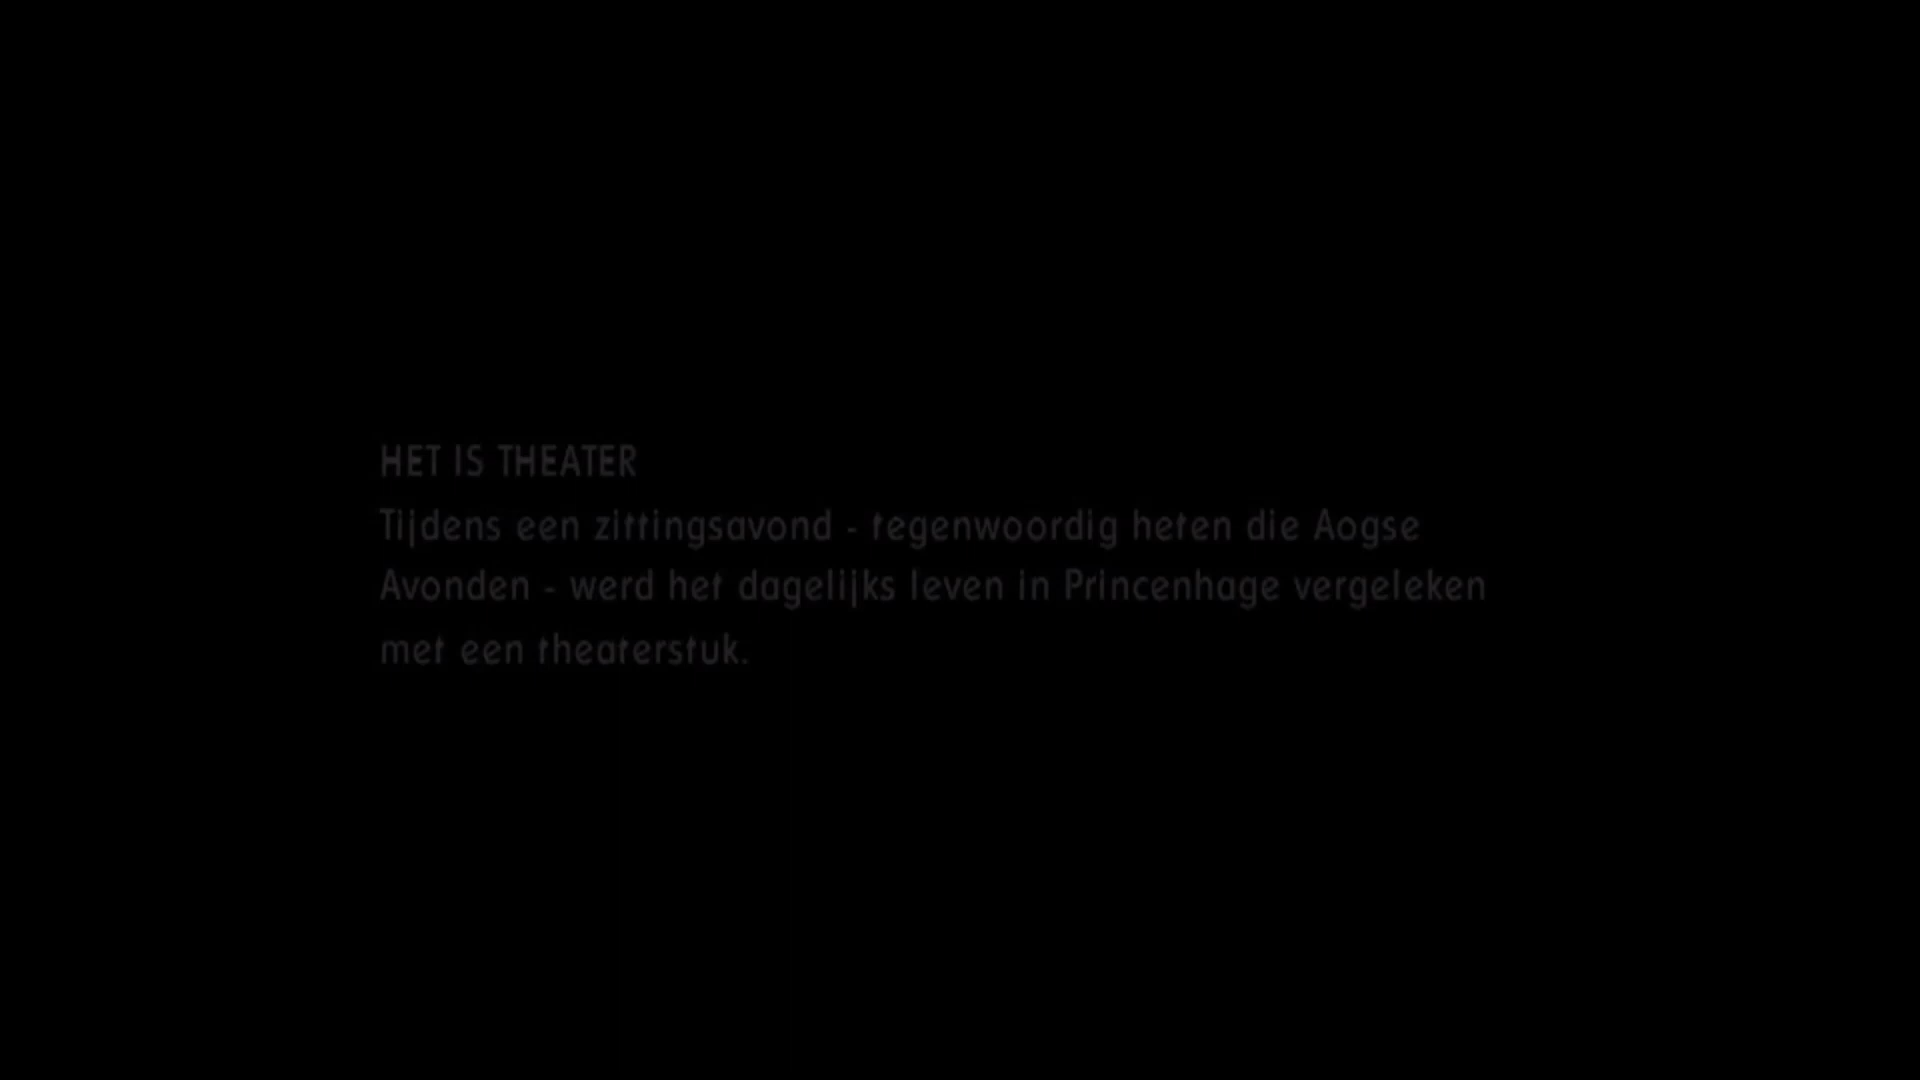 HET IS THEATER
Tijdens een zittingsavond - tegenwoordig heten die Aogse
Avonden - werd het dagelijks leven in Princenhage vergeleken
met een theaterstuk.